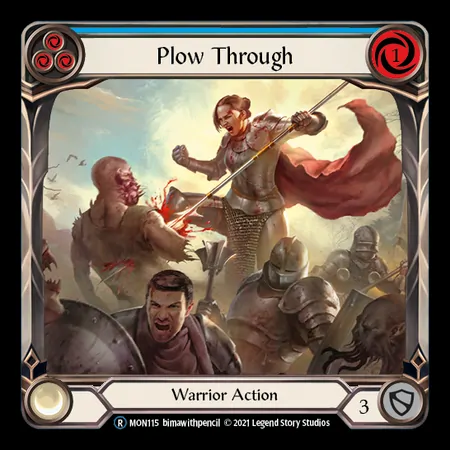 Plow Through
1
Warrior Action
3
R MON115 bimawithpencil © 2021 Legend Story Studios